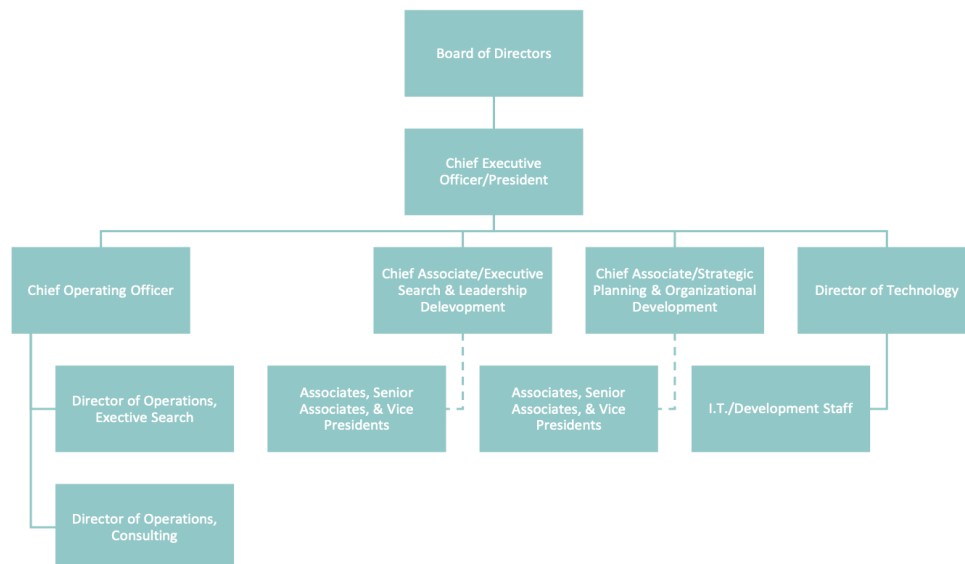 Board of Directors
Chief Executive
Officer/President
Chief Operating Officer
Chief Associate/Executive
Search & Leadership
Delevopment
Chief Associate/Strategic
Planning & Organizational
Development
Director of Technology
Director of Operations,
Exective Search
Associates, Senior
Associates, & Vice
Presidents
Associates, Senior
Associates, & Vice
Presidents
I.T./Development Staff
Director of Operations,
Consulting